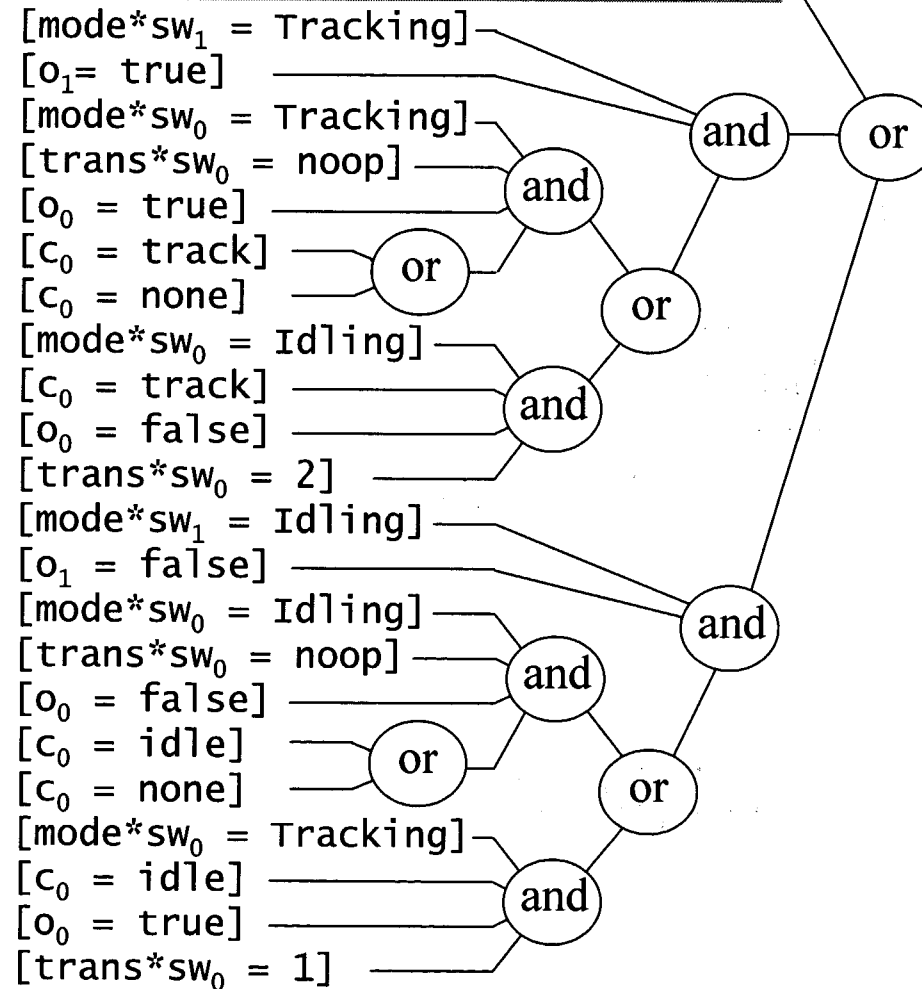 [mode*sw₁ = Tracking]
[o₁= true]
[mode*sw₀ = Tracking]
and
or
[trans*sw₀ = noop]
and
[o₀ = true]
[c₀ = track]
or
[c₀ = none]
or
[mode*sw₀ = Idling]
[c₀ = track]
and
[o₀ = false]
[trans*sw₀ = 2]
[mode*sw₁ = Idling]
[o₁ = false]
[mode*sw₀ = Idling]
and
[trans*sw₀ = noop]
and
[o₀ = false]
[c₀ = idle]
or
[c₀ = none]
or
[mode*sw₀ = Tracking]
[c₀ = idle]
and
[o₀ = true]
[trans*sw₀ = 1]